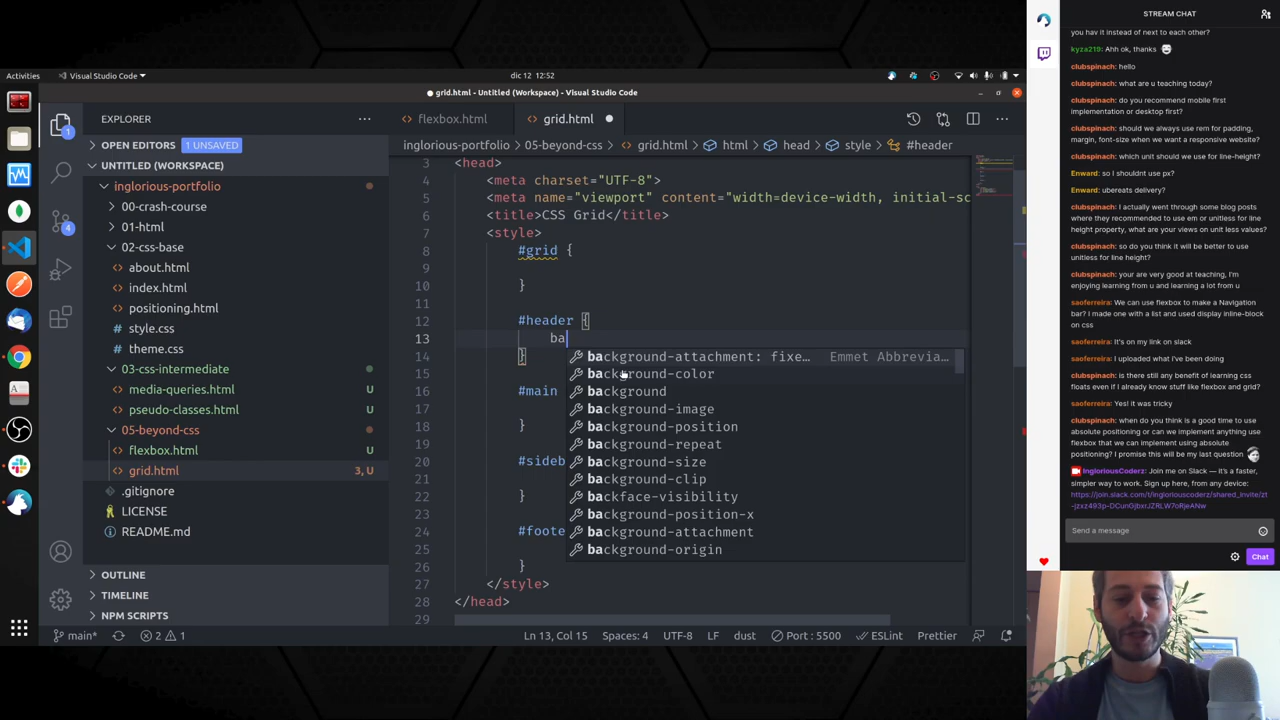 STREAM CHAT
you hav it instead of next to each other?
kyza219: Ahh ok, thanks
clubspinach: hello
clubspinach: what are u teaching today?
clubspinach: do you recommend mobile first
implementation or desktop first?
clubspinach: should we always use rem for padding,
margin, font-size when we want a responsive website?
clubspinach: which unit should we use for line-height?
Enward: so I shouldnt use px?
Enward: ubereats delivery?
clubspinach: I actually went through some blog posts
where they recommended to use em or unitless for line
height property, what are your views on unit less values?
clubspinach: so do you think it will be better to use
unitless for line height?
clubspinach: your are very good at teaching, I'm
enjoying learning from u and learning a lot from u
saoferreira: We can use flexbox to make a Navigation
bar? I made one with a list and used display inline-block
on css
saoferreira: It's on my link on slack
saoferreira: I uploaded what i've been doing
clubspinach: is there still any benefit of learning css
floats even if I already know stuff like flexbox and grid?
saoferreira: Yes! it was tricky
clubspinach: when do you think is a good time to use
absolute positioning or can we implement anything use
flexbox that we can implement using absolute
positioning? I promise this will be my last question
IngloriousCoderz: Join me on Slack — it's a faster,
simpler way to work. Sign up here, from any device:
https://join.slack.com/t/ingloriouscoderz/shared_invite/zt
Send a message
Chat
Activities
Visual Studio Code
dic 12 12:52
● grid.html - Untitled (Workspace) - Visual Studio Code
EXPLORER
OPEN EDITORS 1 UNSAVED
UNTITLED (WORKSPACE)
inglorious-portfolio
00-crash-course
01-html
02-css-base
about.html
index.html
positioning.html
style.css
theme.css
03-css-intermediate
media-queries.html U
pseudo-classes.html U
05-beyond-css
flexbox.html U
grid.html 3, U
.gitignore
LICENSE
README.md
OUTLINE
TIMELINE
NPM SCRIPTS
1
4
flexbox.html
grid.html
inglorious-portfolio > 05-beyond-css > grid.html > html > head > style > #header
3 <head>
4 <meta charset="UTF-8">
5 <meta name="viewport" content="width=device-width, initial-sc
6 <title>CSS Grid</title>
7 <style>
8 #grid {
9
10 }
11
12 #header {
13 ba
14 }
15
16 #main
17
18 }
19
20 #sideb
21
22 }
23
24 #foote
25
26 }
27 </style>
28 </head>
29
background-attachment: fixe... Emmet Abbrevia...
background-color
background
background-image
background-position
background-repeat
background-size
background-clip
backface-visibility
background-position-x
background-attachment
background-origin
main*
2 1
Ln 13, Col 15
Spaces: 4
UTF-8
LF
dust
Port : 5500
ESLint
Prettier